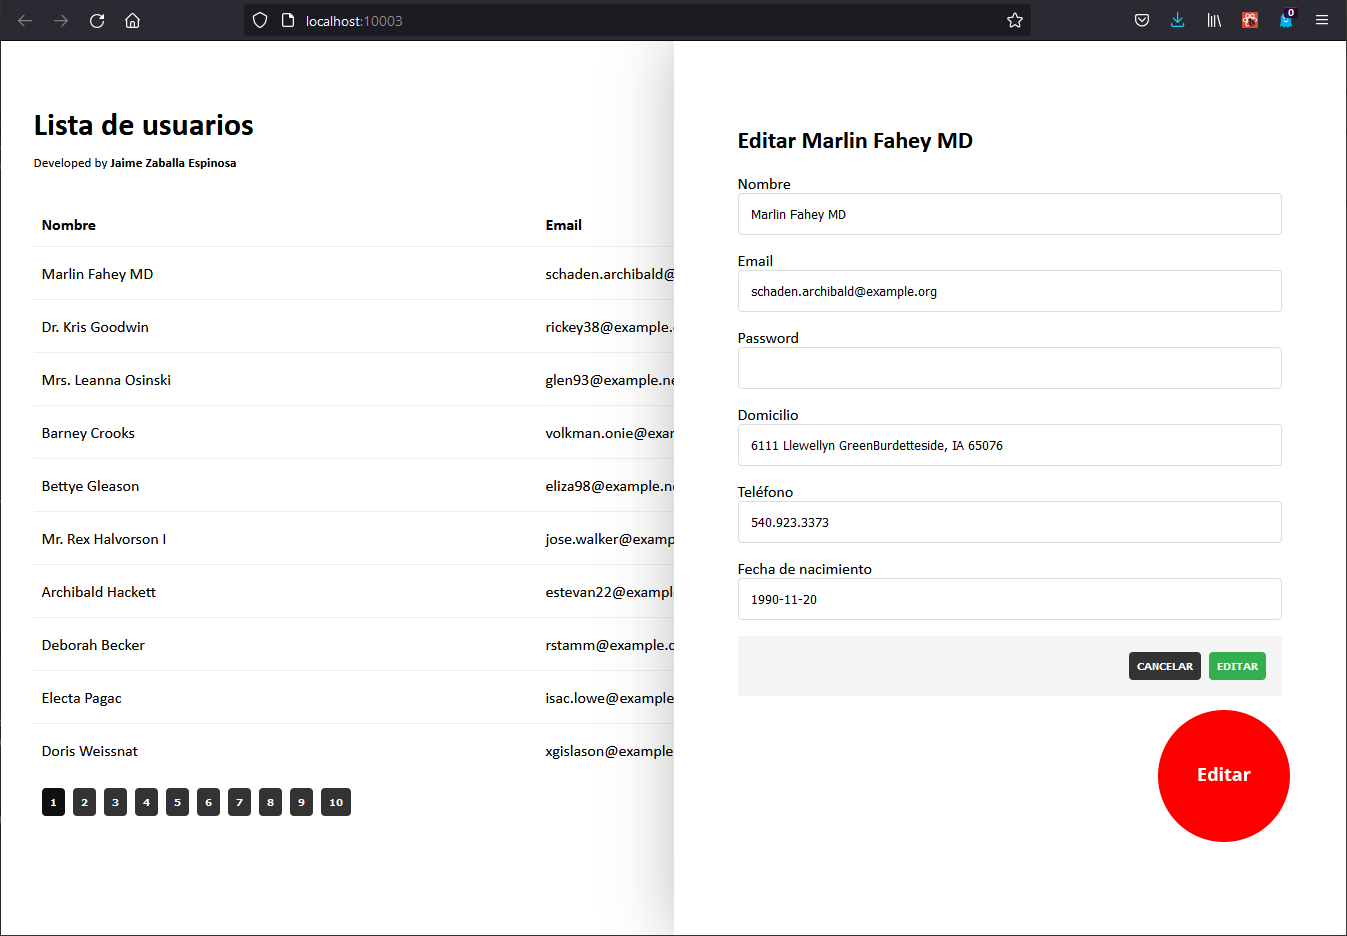 localhost:10003
0
Lista de usuarios
Developed by Jaime Zaballa Espinosa
Nombre Email
Marlin Fahey MD schaden.archibald@
Dr. Kris Goodwin rickey38@example.
Mrs. Leanna Osinski glen93@example.ne
Barney Crooks volkman.onie@exar
Bettye Gleason eliza98@example.ne
Mr. Rex Halvorson I jose.walker@examp
Archibald Hackett estevan22@exampl
Deborah Becker rstamm@example.o
Electa Pagac isac.lowe@example
Doris Weissnat xgislason@example
1 2 3 4 5 6 7 8 9 10
Editar Marlin Fahey MD
Nombre
Marlin Fahey MD
Email
schaden.archibald@example.org
Password
Domicilio
6111 Llewellyn GreenBurdetteside, IA 65076
Teléfono
540.923.3373
Fecha de nacimiento
1990-11-20
CANCELAR EDITAR
Editar